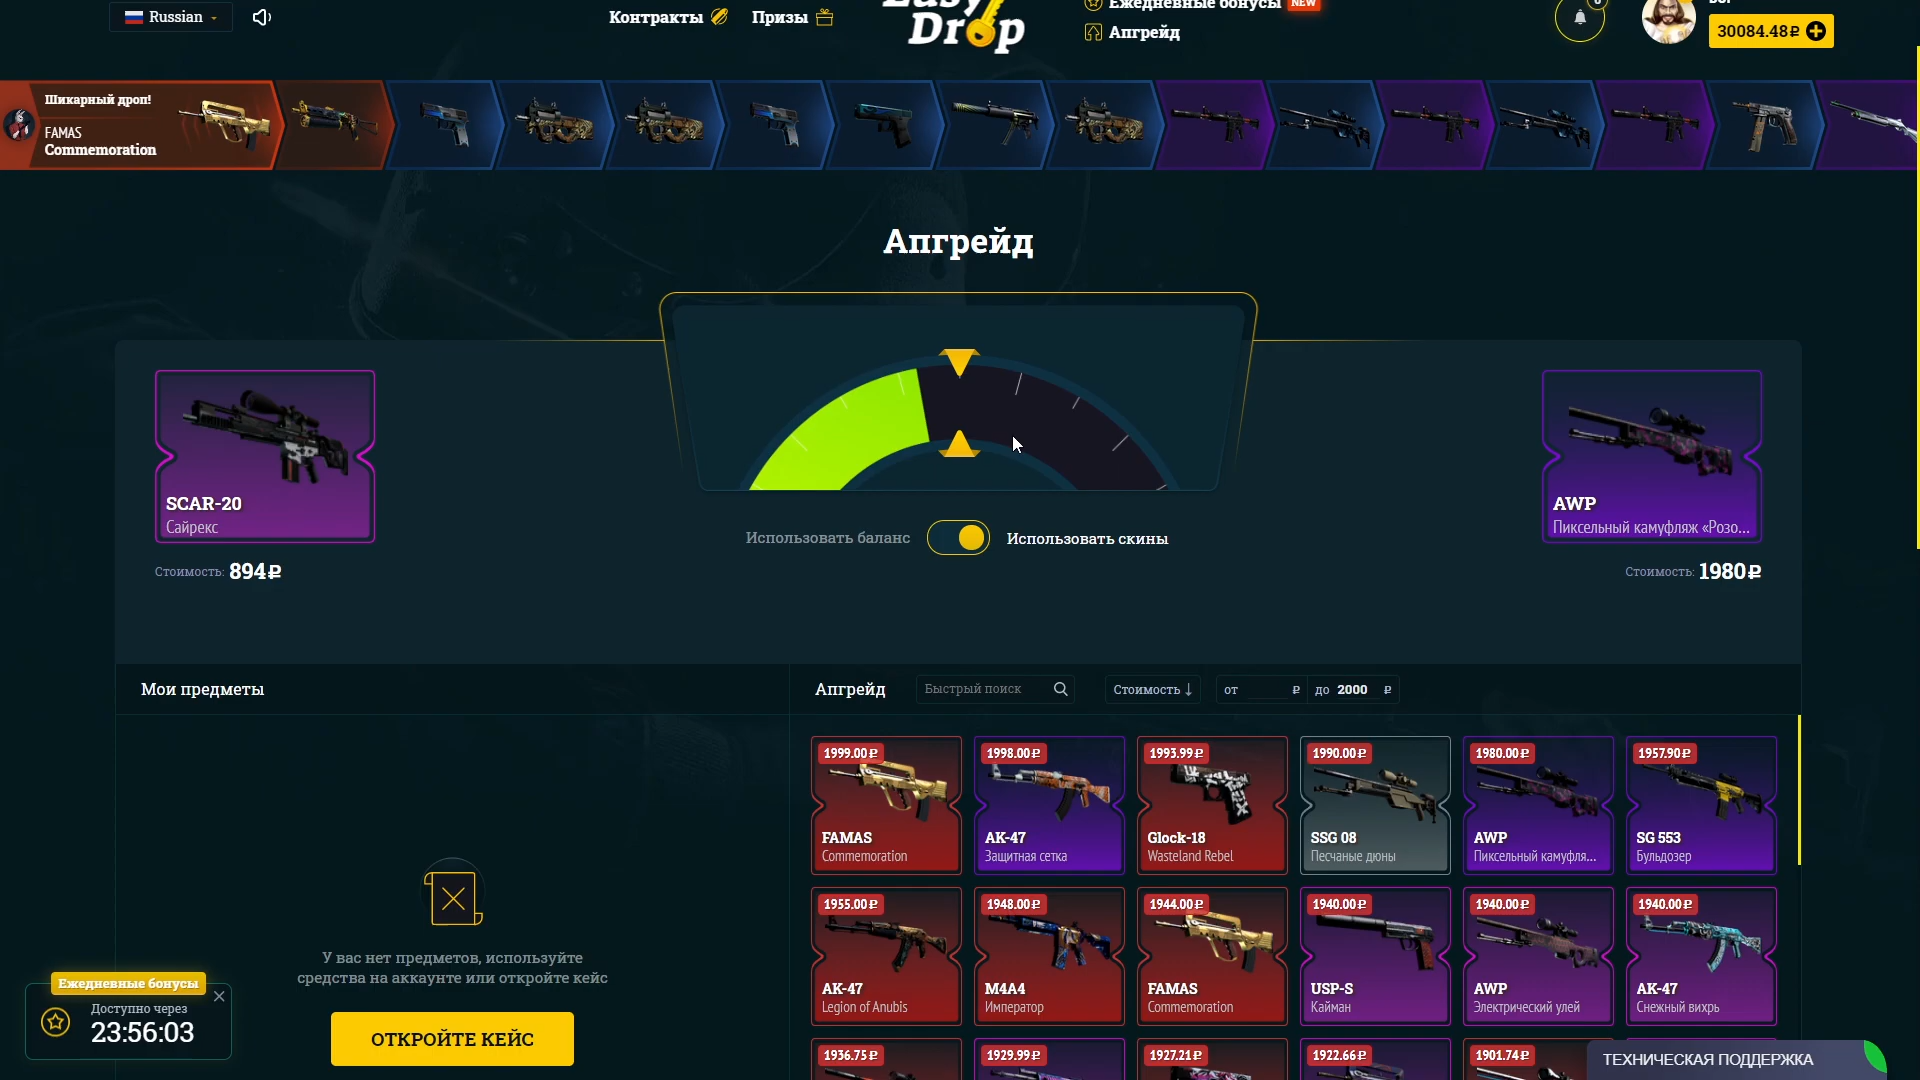 Russian
Контракты
Призы
Easy
Drop
Ежедневные бонусы NEW
Апгрейд
30084.48₽
Шикарный дроп!
FAMAS
Commemoration
Апгрейд
SCAR-20
Сайрекс
Стоимость: 894₽
Использовать баланс
Использовать скины
AWP
Пиксельный камуфляж «Розо...
Стоимость: 1980₽
Мои предметы
Апгрейд
Быстрый поиск
Стоимость ↓
от ₽
до 2000 ₽
1999.00₽
FAMAS
Commemoration
1998.00₽
AK-47
Защитная сетка
1993.99₽
Glock-18
Wasteland Rebel
1990.00₽
SSG 08
Песчаные дюны
1980.00₽
AWP
Пиксельный камуфля...
1957.90₽
SG 553
Бульдозер
1955.00₽
AK-47
Legion of Anubis
1948.00₽
M4A4
Император
1944.00₽
FAMAS
Commemoration
1940.00₽
USP-S
Кайман
1940.00₽
AWP
Электрический улей
1940.00₽
AK-47
Снежный вихрь
1936.75₽
1929.99₽
1927.21₽
1922.66₽
1901.74₽
У вас нет предметов, используйте
средства на аккаунте или откройте кейс
ОТКРОЙТЕ КЕЙС
Ежедневные бонусы
Доступно через
23:56:03
ТЕХНИЧЕСКАЯ ПОДДЕРЖКА